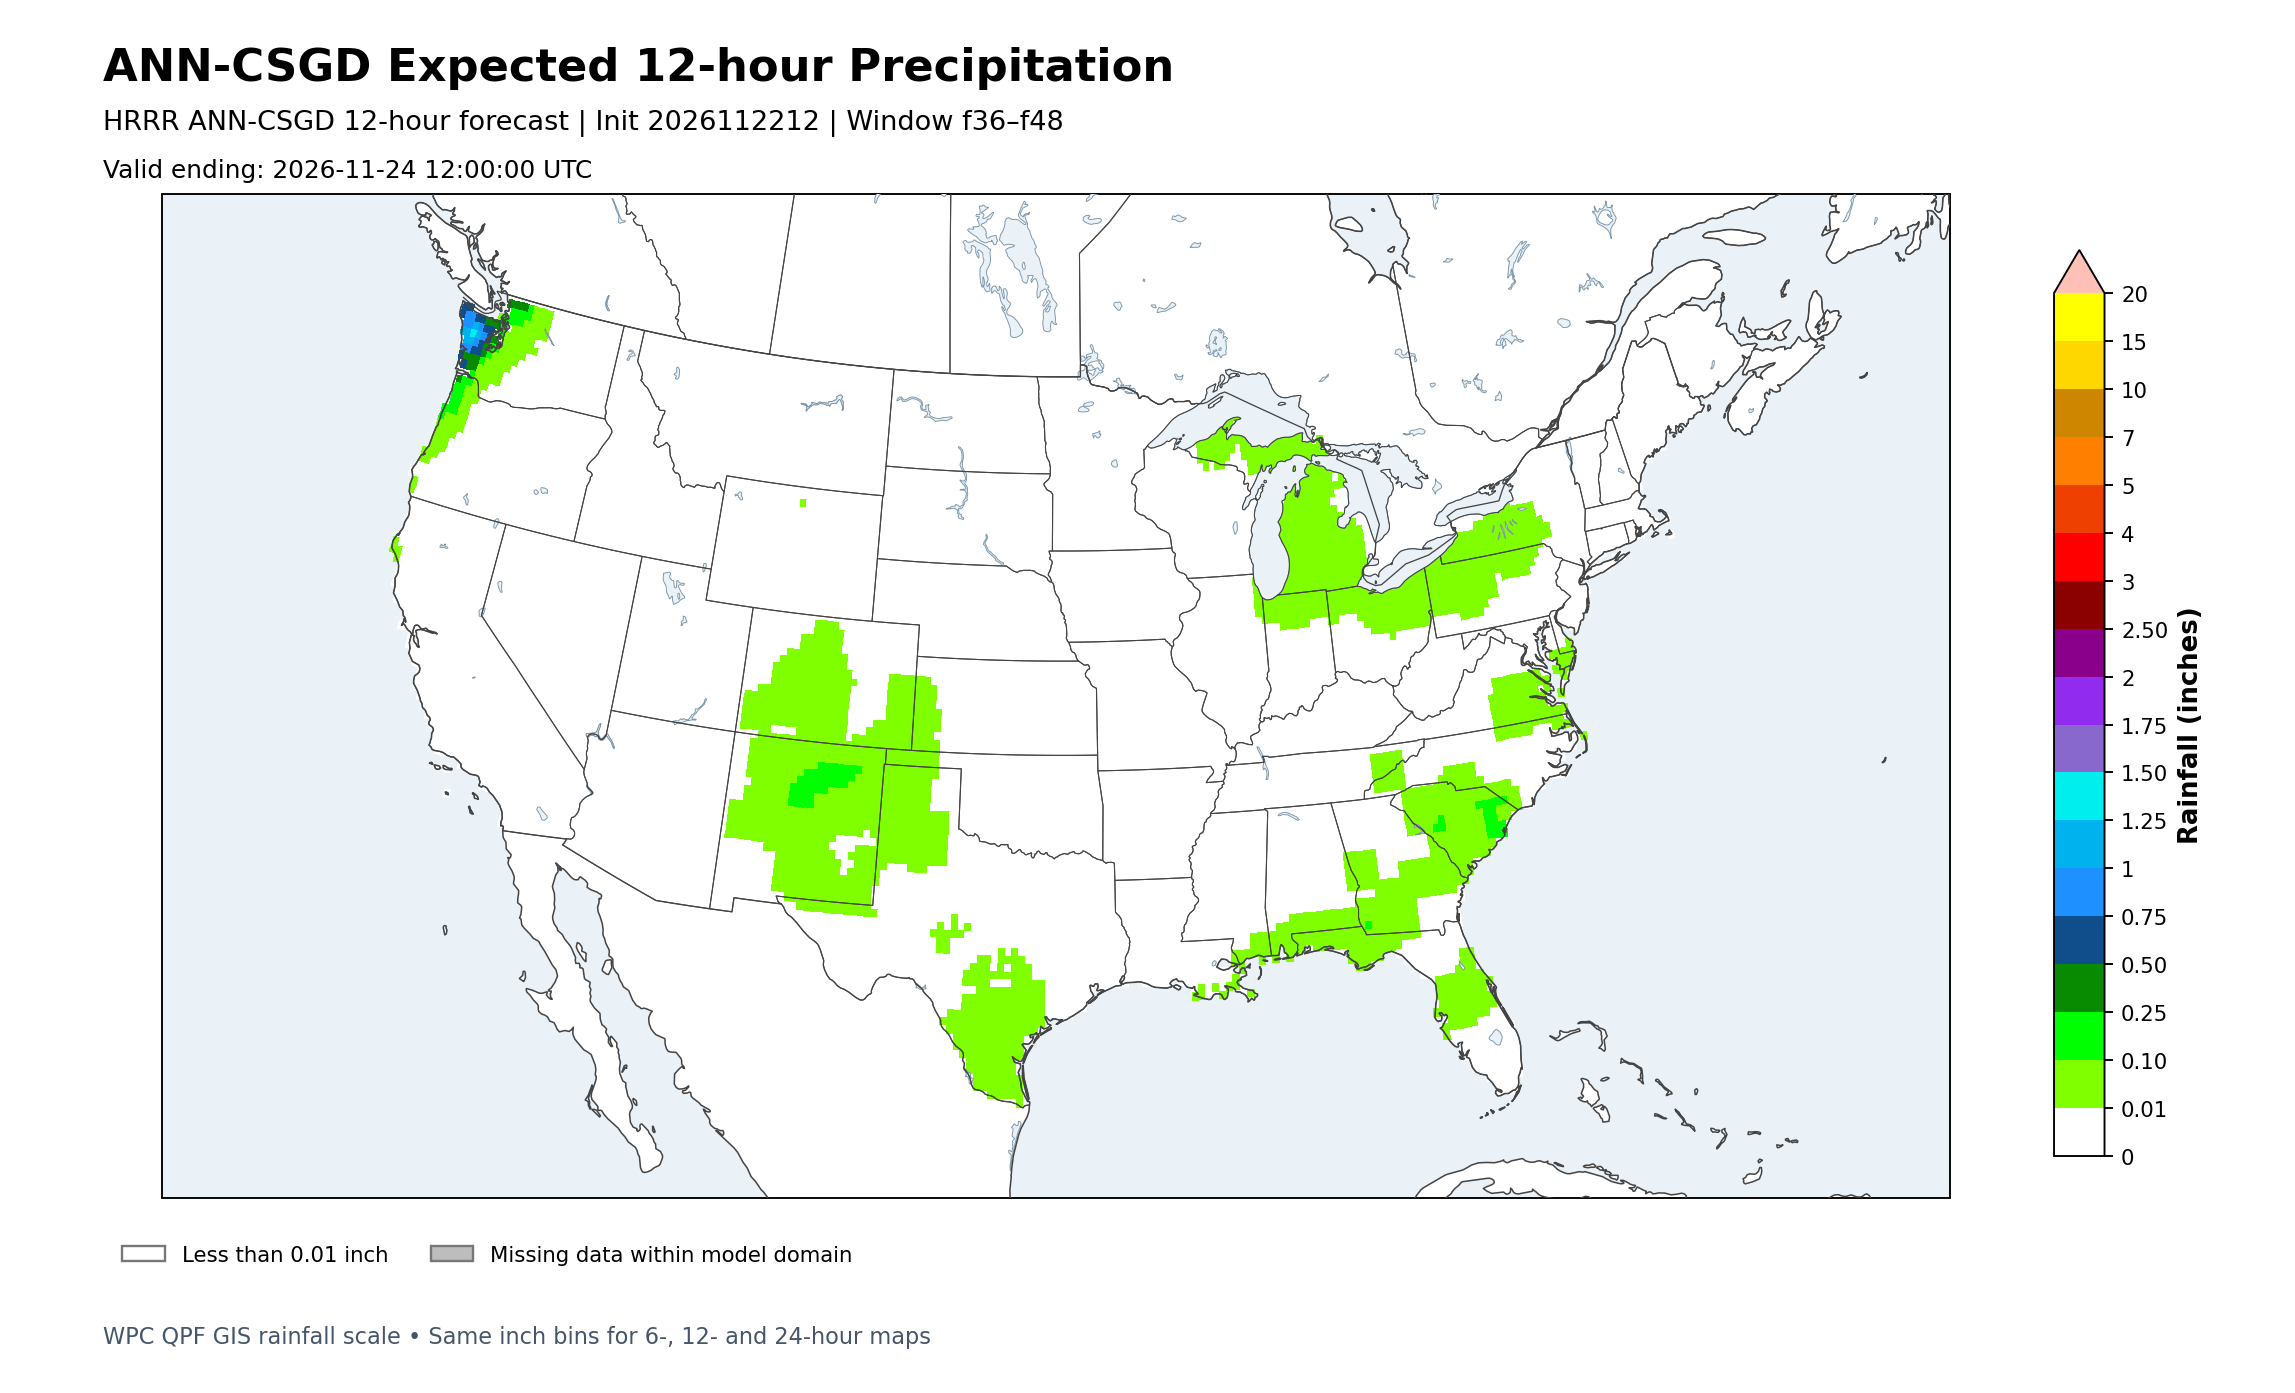 ANN-CSGD Expected 12-hour Precipitation
HRRR ANN-CSGD 12-hour forecast | Init 2026112212 | Window f36–f48
Valid ending: 2026-11-24 12:00:00 UTC
20
15
10
7
5
4
3
2.50
2
1.75
1.50
1.25
1
0.75
0.50
0.25
0.10
0.01
0
Rainfall (inches)
Less than 0.01 inch
Missing data within model domain
WPC QPF GIS rainfall scale • Same inch bins for 6-, 12- and 24-hour maps